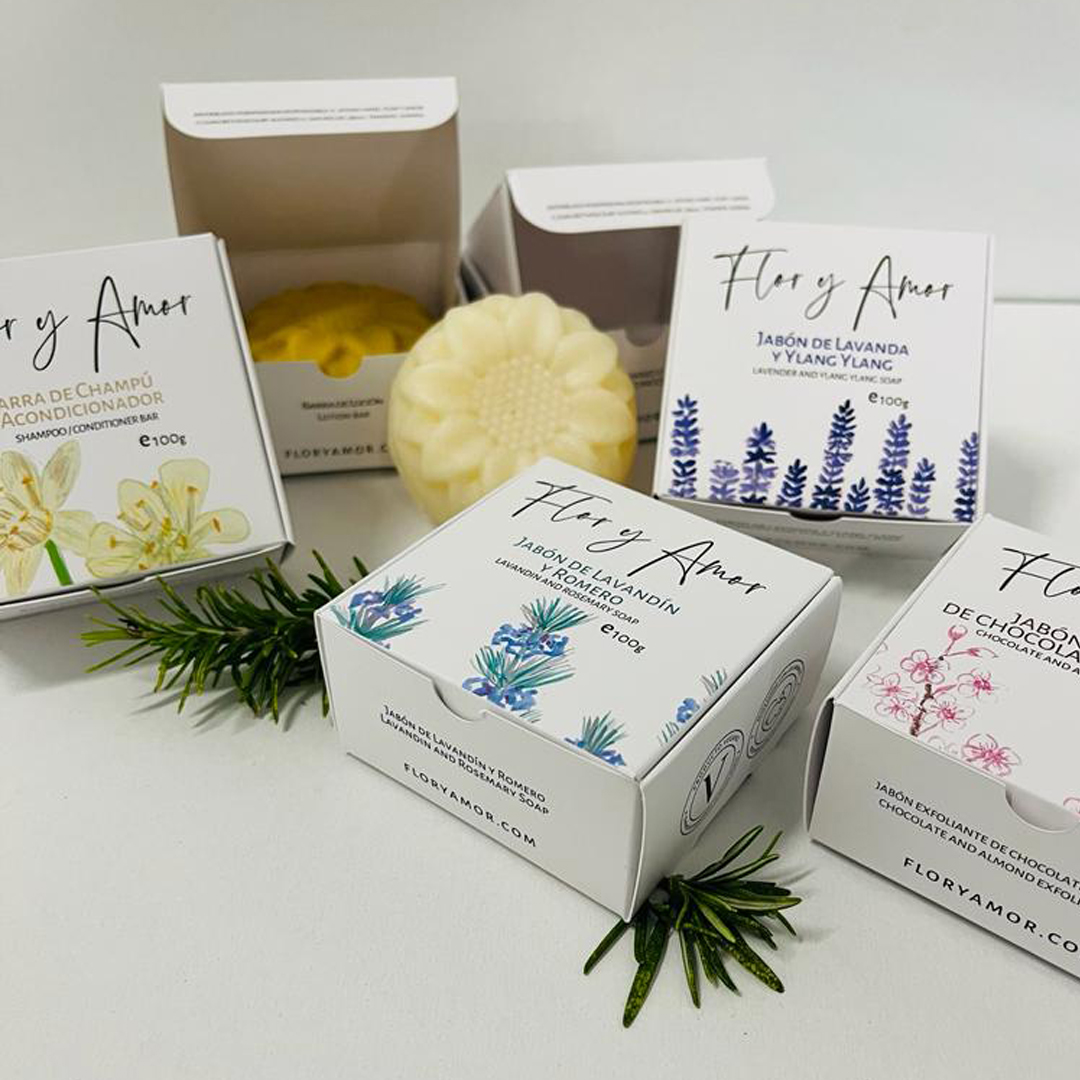 r y Amor
ARRA DE CHAMPÚ
ACONDICIONADOR
SHAMPOO / CONDITIONER BAR
e100g
LOTION BAR
FLORYAMOR.C
Flor y Amor
JABÓN DE LAVANDA
Y YLANG YLANG
LAVENDER AND YLANG YLANG SOAP
e100g
Flor y Amor
JABÓN DE LAVANDÍN
Y ROMERO
LAVANDIN AND ROSEMARY SOAP
e100g
JABÓN DE LAVANDÍN Y ROMERO
LAVANDIN AND ROSEMARY SOAP
FLORYAMOR.COM
V
Flo
JABÓN
DE CHOCOLA
CHOCOLATE AND A
JABÓN EXFOLIANTE DE CHOCOLAT
CHOCOLATE AND ALMOND EXFOL
FLORYAMOR.CO